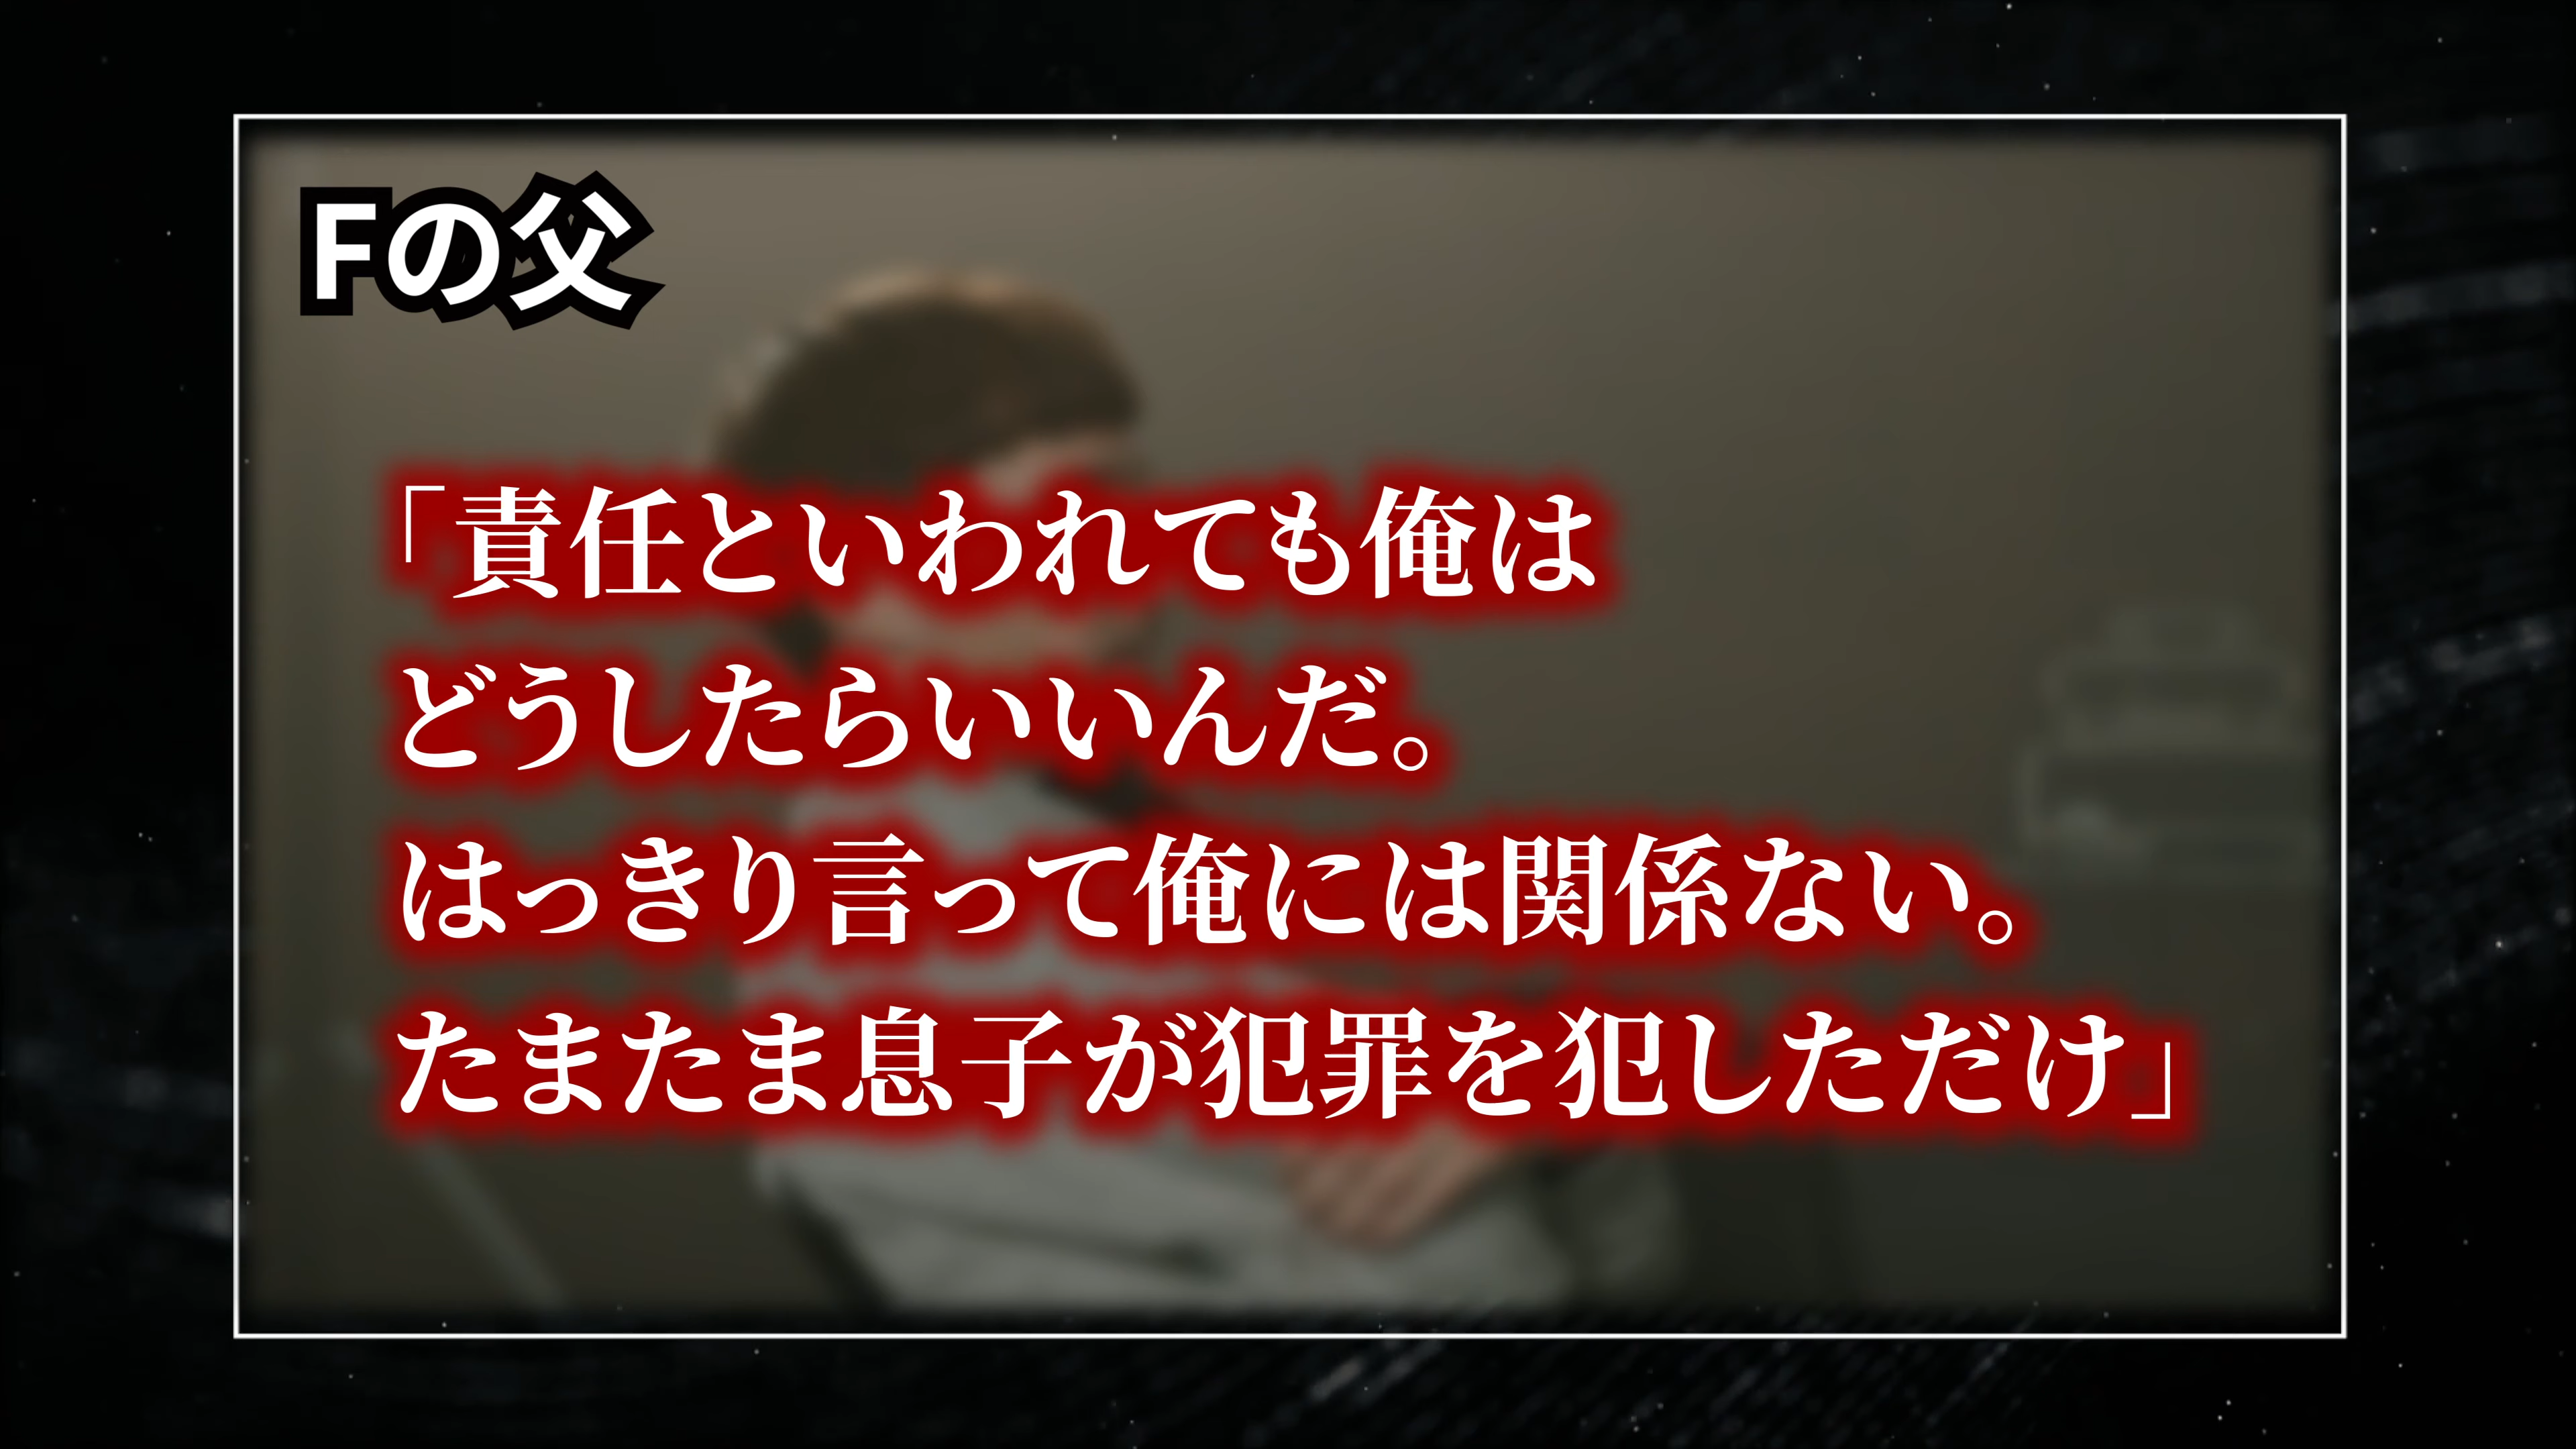 Fの父
「責任といわれても俺は
どうしたらいいんだ。
はっきり言って俺には関係ない。
たまたま息子が犯罪を犯しただけ」